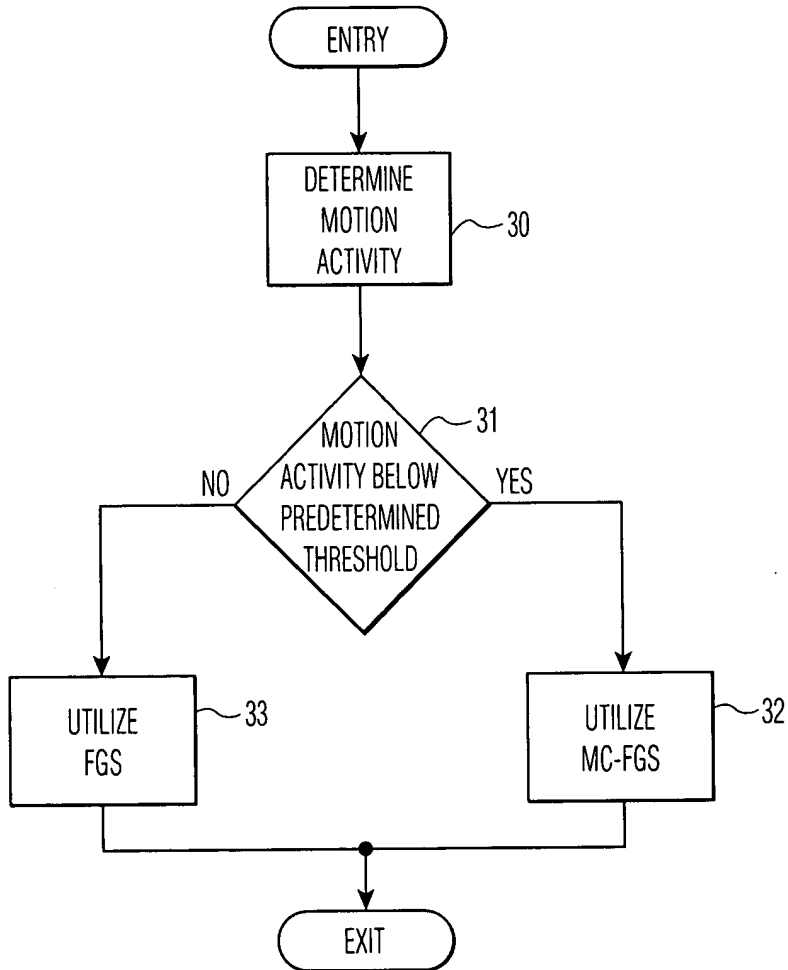 ENTRY
DETERMINE
MOTION
ACTIVITY
30
31
MOTION
ACTIVITY BELOW
PREDETERMINED
THRESHOLD
NO
YES
UTILIZE
FGS
33
UTILIZE
MC-FGS
32
EXIT